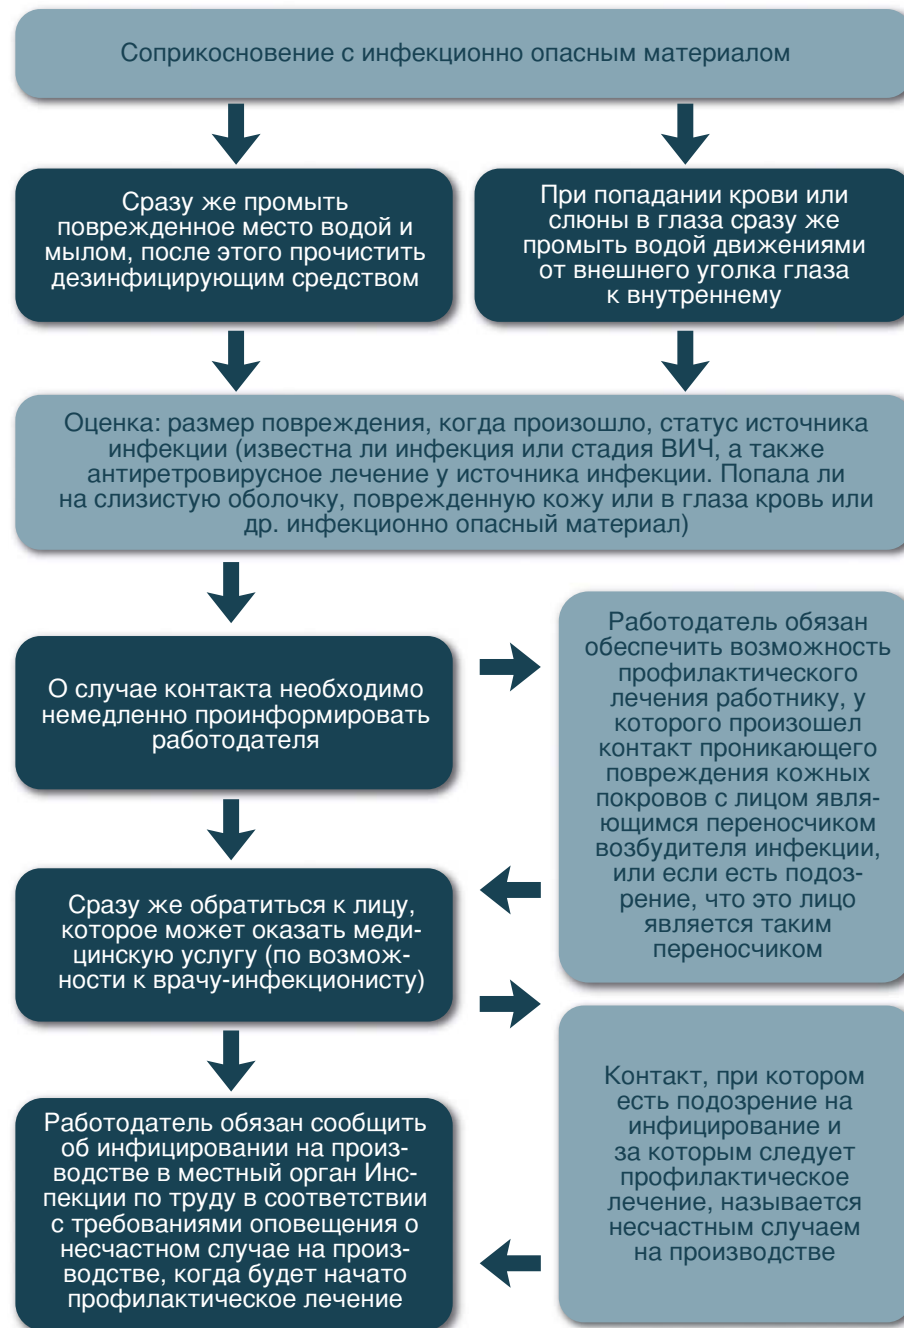 Соприкосновение с инфекционно опасным материалом
Сразу же промыть
поврежденное место водой и
мылом, после этого прочистить
дезинфицирующим средством
При попадании крови или
слюны в глаза сразу же
промыть водой движениями
от внешнего уголка глаза
к внутреннему
Оценка: размер повреждения, когда произошло, статус источника
инфекции (известна ли инфекция или стадия ВИЧ, а также
антиретровирусное лечение у источника инфекции. Попала ли
на слизистую оболочку, поврежденную кожу или в глаза кровь или
др. инфекционно опасный материал)
О случае контакта необходимо
немедленно проинформировать
работодателя
Работодатель обязан
обеспечить возможность
профилактического
лечения работнику, у
которого произошел
контакт проникающего
повреждения кожных
покровов с лицом явля-
ющимся переносчиком
возбудителя инфекции,
или если есть подоз-
рение, что это лицо
является таким
переносчиком
Сразу же обратиться к лицу,
которое может оказать меди-
цинскую услугу (по возмож-
ности к врачу-инфекционисту)
Контакт, при котором
есть подозрение на
инфицирование и
за которым следует
профилактическое
лечение, называется
несчастным случаем
на производстве
Работодатель обязан сообщить
об инфицировании на произ-
водстве в местный орган Инс-
пекции по труду в соответствии
с требованиями оповещения о
несчастном случае на произ-
водстве, когда будет начато
профилактическое лечение